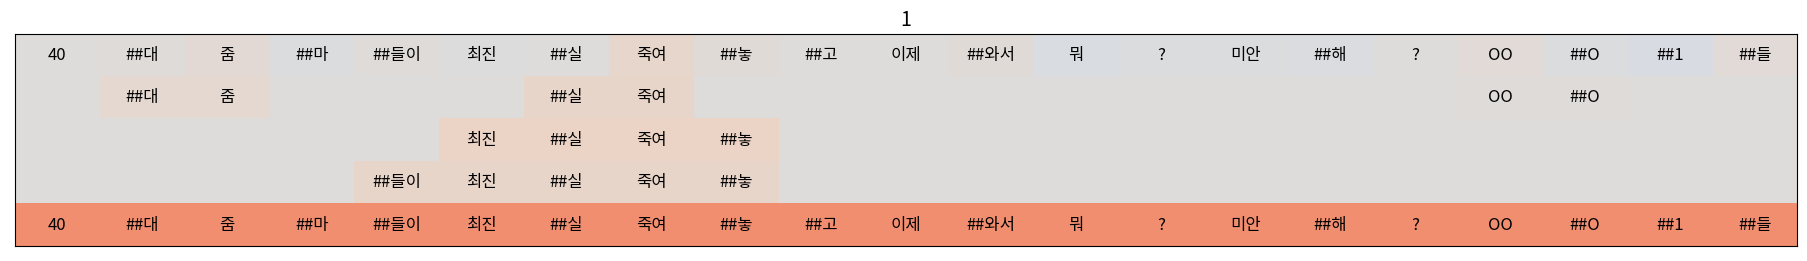 1
40 ##대 줌 ##마 ##들이 최진 ##실 죽여 ##놓 ##고 이제 ##와서 뭐 ? 미안 ##해 ? OO ##O ##1 ##들
##대 줌 ##실 죽여 OO ##O
최진 ##실 죽여 ##놓
##들이 최진 ##실 죽여 ##놓
40 ##대 줌 ##마 ##들이 최진 ##실 죽여 ##놓 ##고 이제 ##와서 뭐 ? 미안 ##해 ? OO ##O ##1 ##들